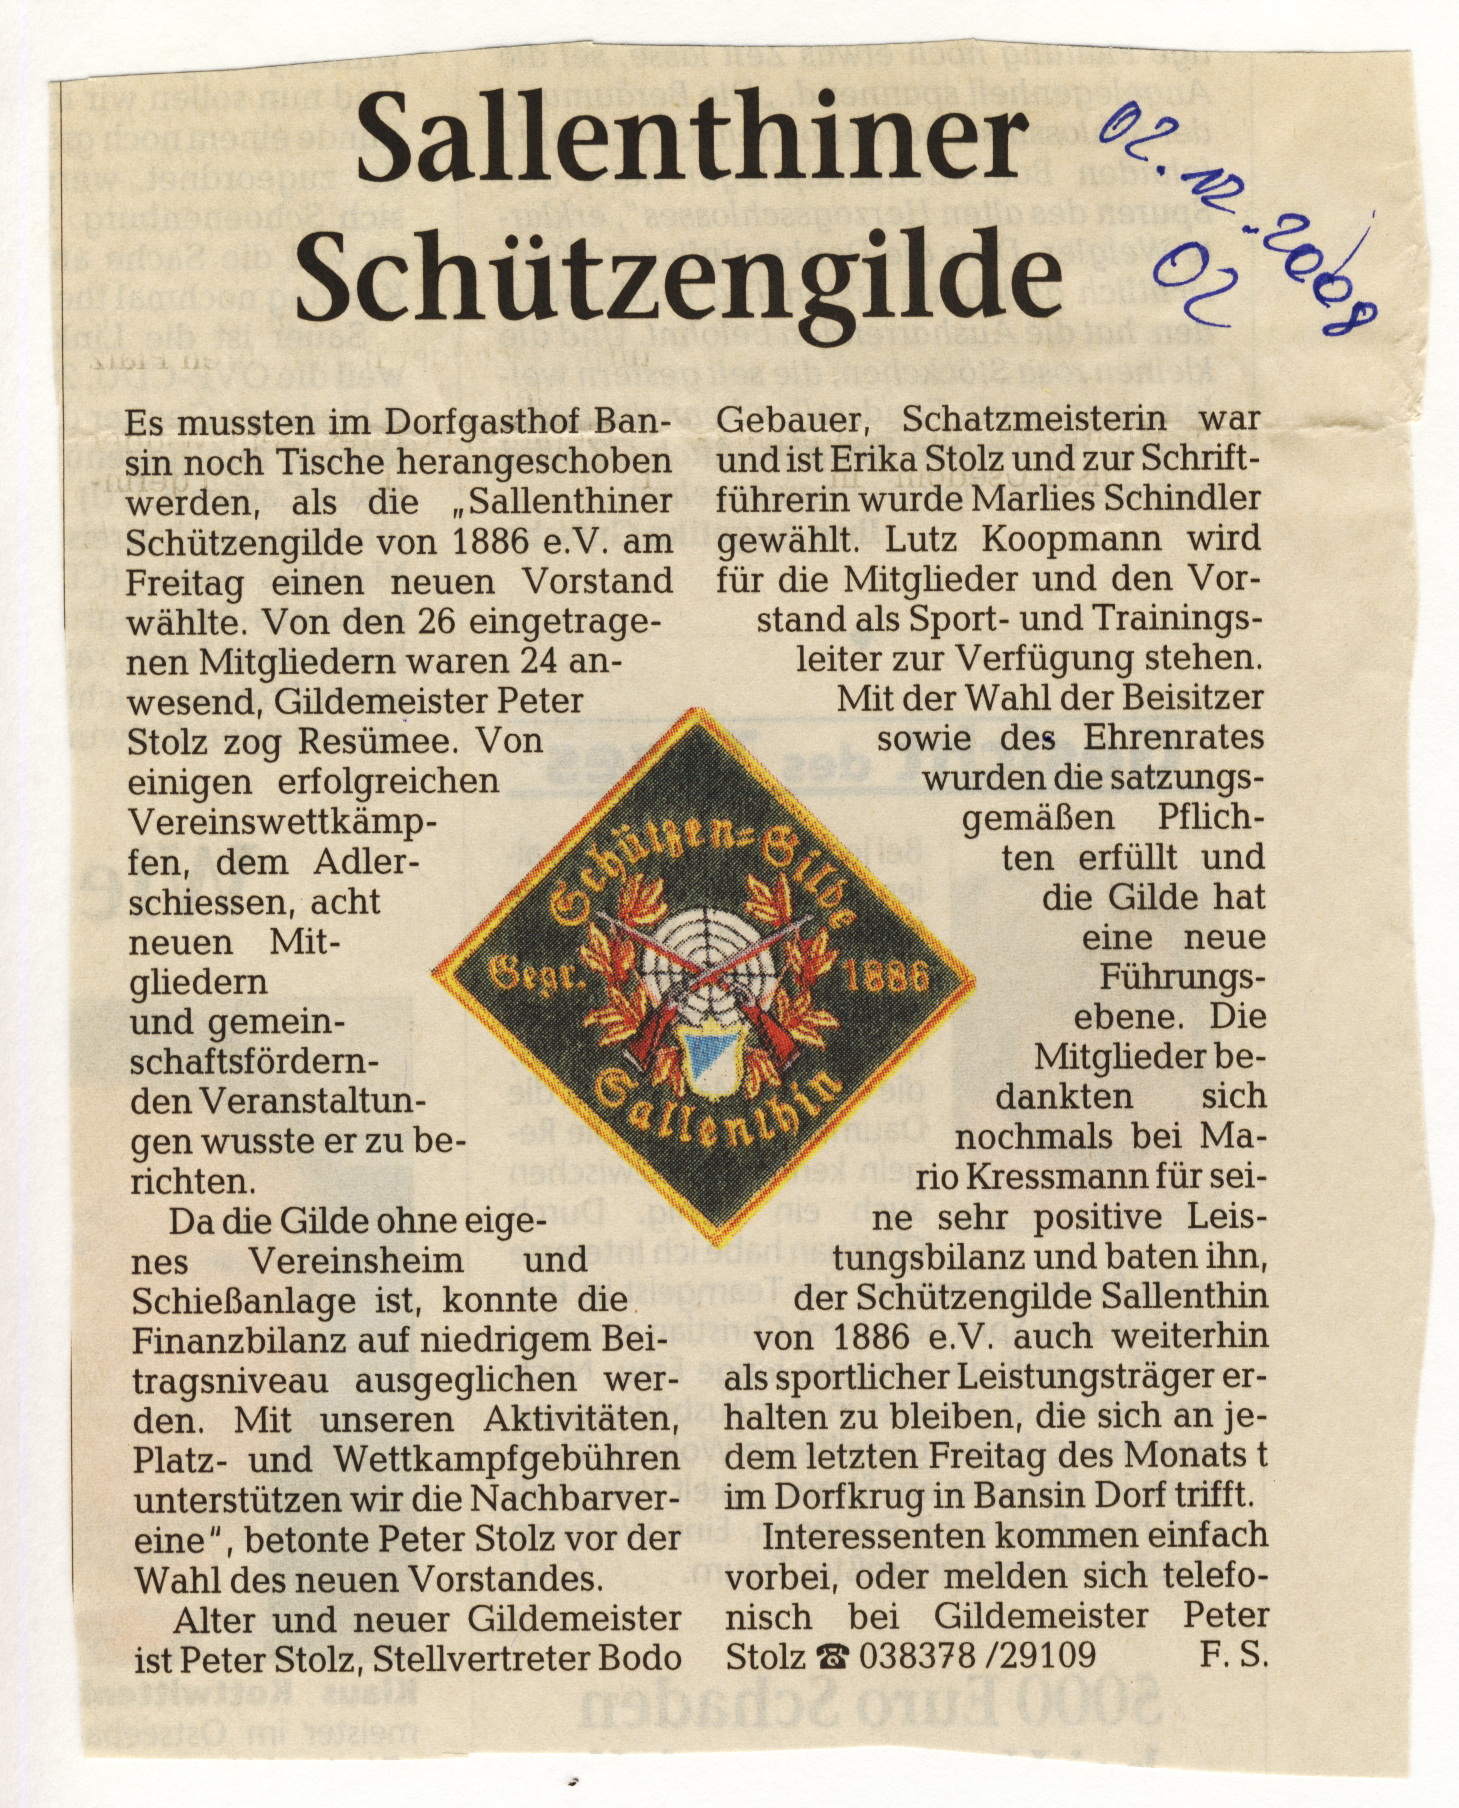 Sallenthiner
Schützengilde
02. 12. 2008
OZ
Es mussten im Dorfgasthof Ban-
sin noch Tische herangeschoben
werden, als die „Sallenthiner
Schützengilde von 1886 e.V. am
Freitag einen neuen Vorstand
wählte. Von den 26 eingetrage-
nen Mitgliedern waren 24 an-
wesend, Gildemeister Peter
Stolz zog Resümee. Von
einigen erfolgreichen
Vereinswettkämp-
fen, dem Adler-
schiessen, acht
neuen Mit-
gliedern
und gemein-
schaftsfördern-
den Veranstaltun-
gen wusste er zu be-
richten.
Da die Gilde ohne eige-
nes Vereinsheim und
Schießanlage ist, konnte die
Finanzbilanz auf niedrigem Bei-
tragsniveau ausgeglichen wer-
den. Mit unseren Aktivitäten,
Platz- und Wettkampfgebühren
unterstützen wir die Nachbarver-
eine“, betonte Peter Stolz vor der
Wahl des neuen Vorstandes.
Alter und neuer Gildemeister
ist Peter Stolz, Stellvertreter Bodo
Gebauer, Schatzmeisterin war
und ist Erika Stolz und zur Schrift-
führerin wurde Marlies Schindler
gewählt. Lutz Koopmann wird
für die Mitglieder und den Vor-
stand als Sport- und Trainings-
leiter zur Verfügung stehen.
Mit der Wahl der Beisitzer
sowie des Ehrenrates
wurden die satzungs-
gemäßen Pflich-
ten erfüllt und
die Gilde hat
eine neue
Führungs-
ebene. Die
Mitglieder be-
dankten sich
nochmals bei Ma-
rio Kressmann für sei-
ne sehr positive Leis-
tungsbilanz und baten ihn,
der Schützengilde Sallenthin
von 1886 e.V. auch weiterhin
als sportlicher Leistungsträger er-
halten zu bleiben, die sich an je-
dem letzten Freitag des Monats t
im Dorfkrug in Bansin Dorf trifft.
Interessenten kommen einfach
vorbei, oder melden sich telefo-
nisch bei Gildemeister Peter
Stolz ☎ 038378 /29109 F. S.
Schützen=Gilde
Gegr. 1886
Sallenthin